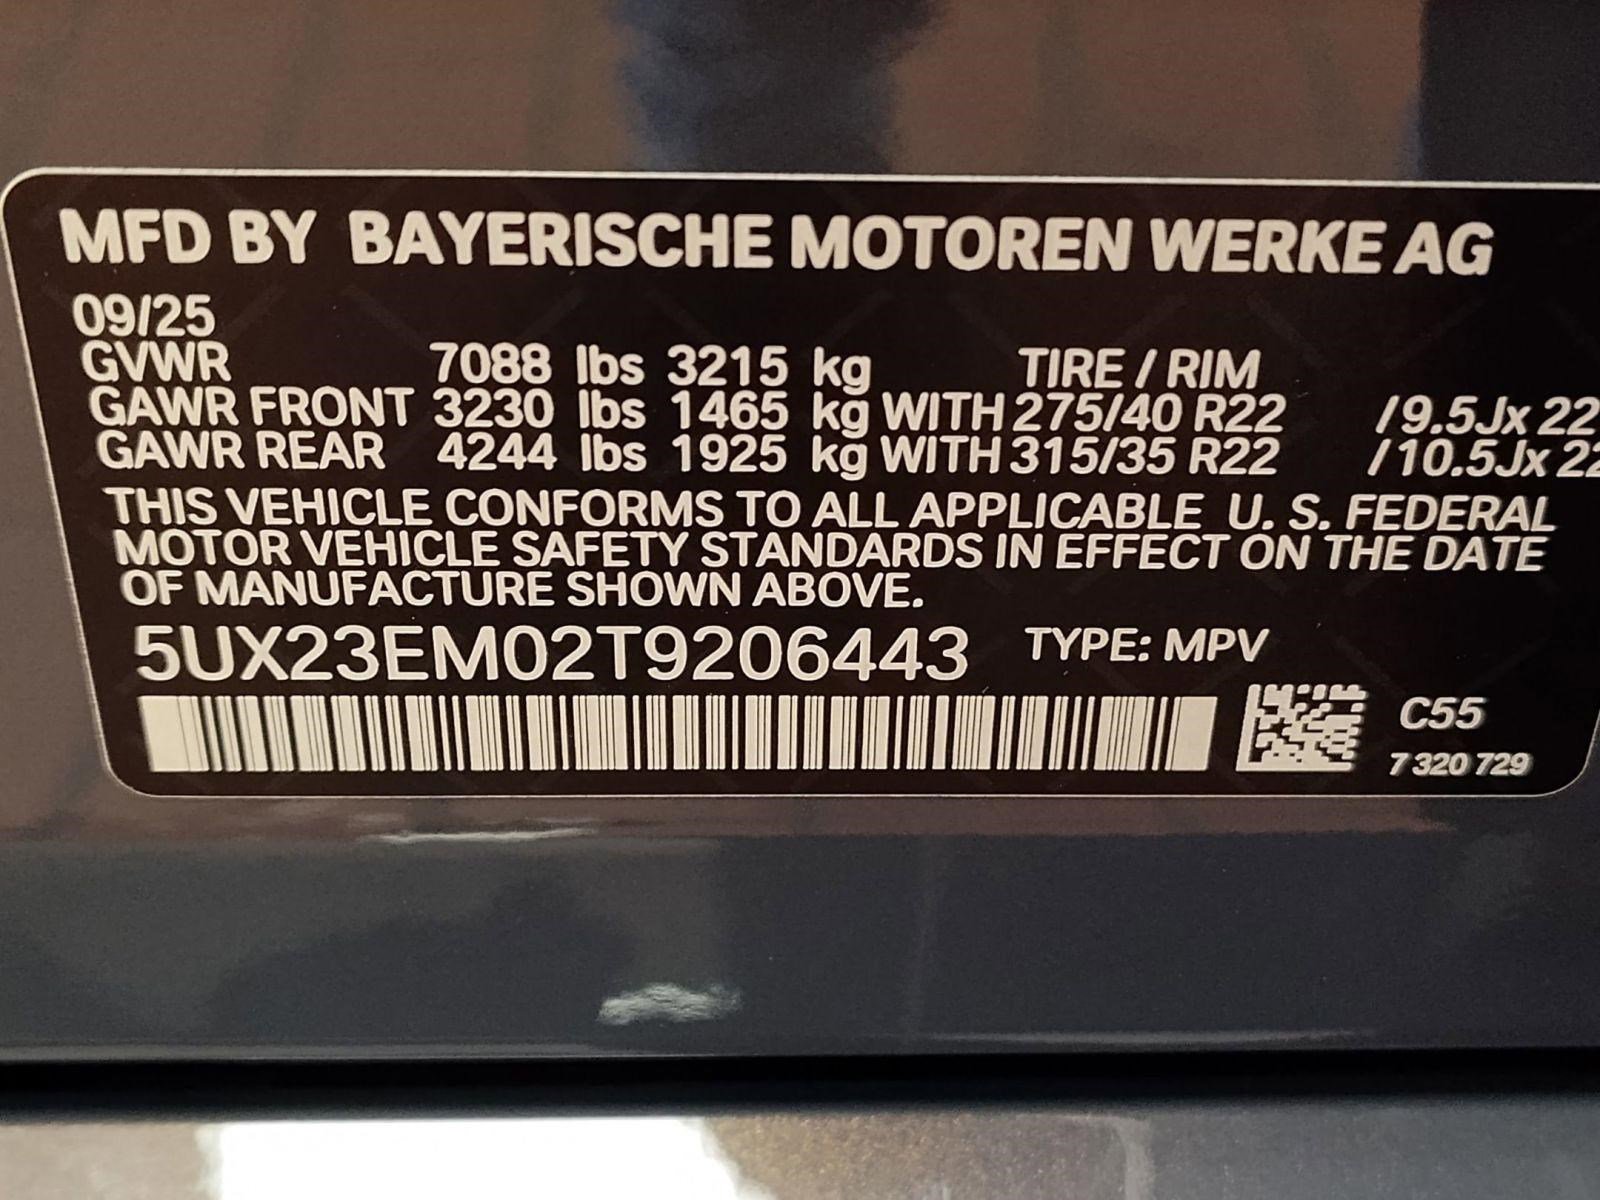 MFD BY BAYERISCHE MOTOREN WERKE AG
09/25
GVWR 7088 lbs 3215 kg TIRE / RIM
GAWR FRONT 3230 lbs 1465 kg WITH 275/40 R22 /9.5Jx 22
GAWR REAR 4244 lbs 1925 kg WITH 315/35 R22 /10.5Jx 22
THIS VEHICLE CONFORMS TO ALL APPLICABLE U. S. FEDERAL
MOTOR VEHICLE SAFETY STANDARDS IN EFFECT ON THE DATE
OF MANUFACTURE SHOWN ABOVE.
5UX23EM02T9206443 TYPE: MPV
C55
7 320 729